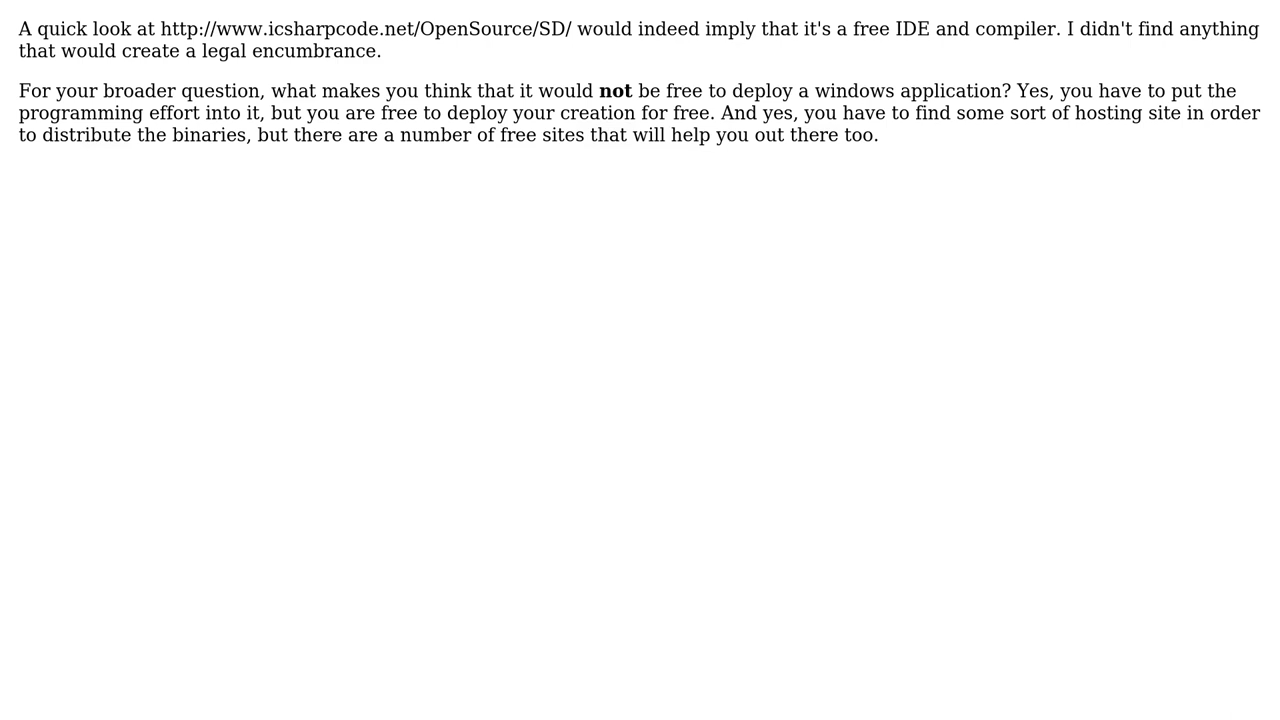 A quick look at http://www.icsharpcode.net/OpenSource/SD/ would indeed imply that it's a free IDE and compiler. I didn't find anything
that would create a legal encumbrance.
For your broader question, what makes you think that it would not be free to deploy a windows application? Yes, you have to put the
programming effort into it, but you are free to deploy your creation for free. And yes, you have to find some sort of hosting site in order
to distribute the binaries, but there are a number of free sites that will help you out there too.